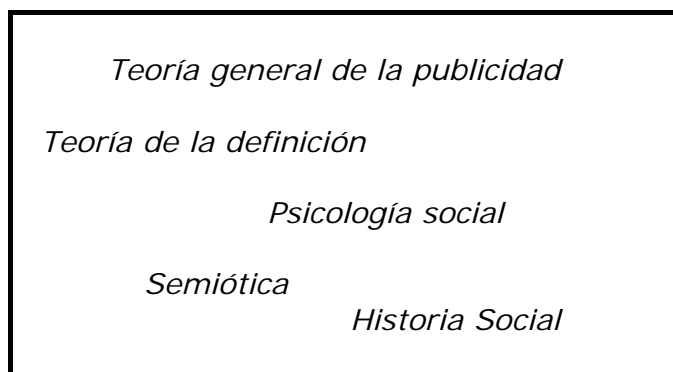 Teoría general de la publicidad
Teoría de la definición
Psicología social
Semiótica
Historia Social